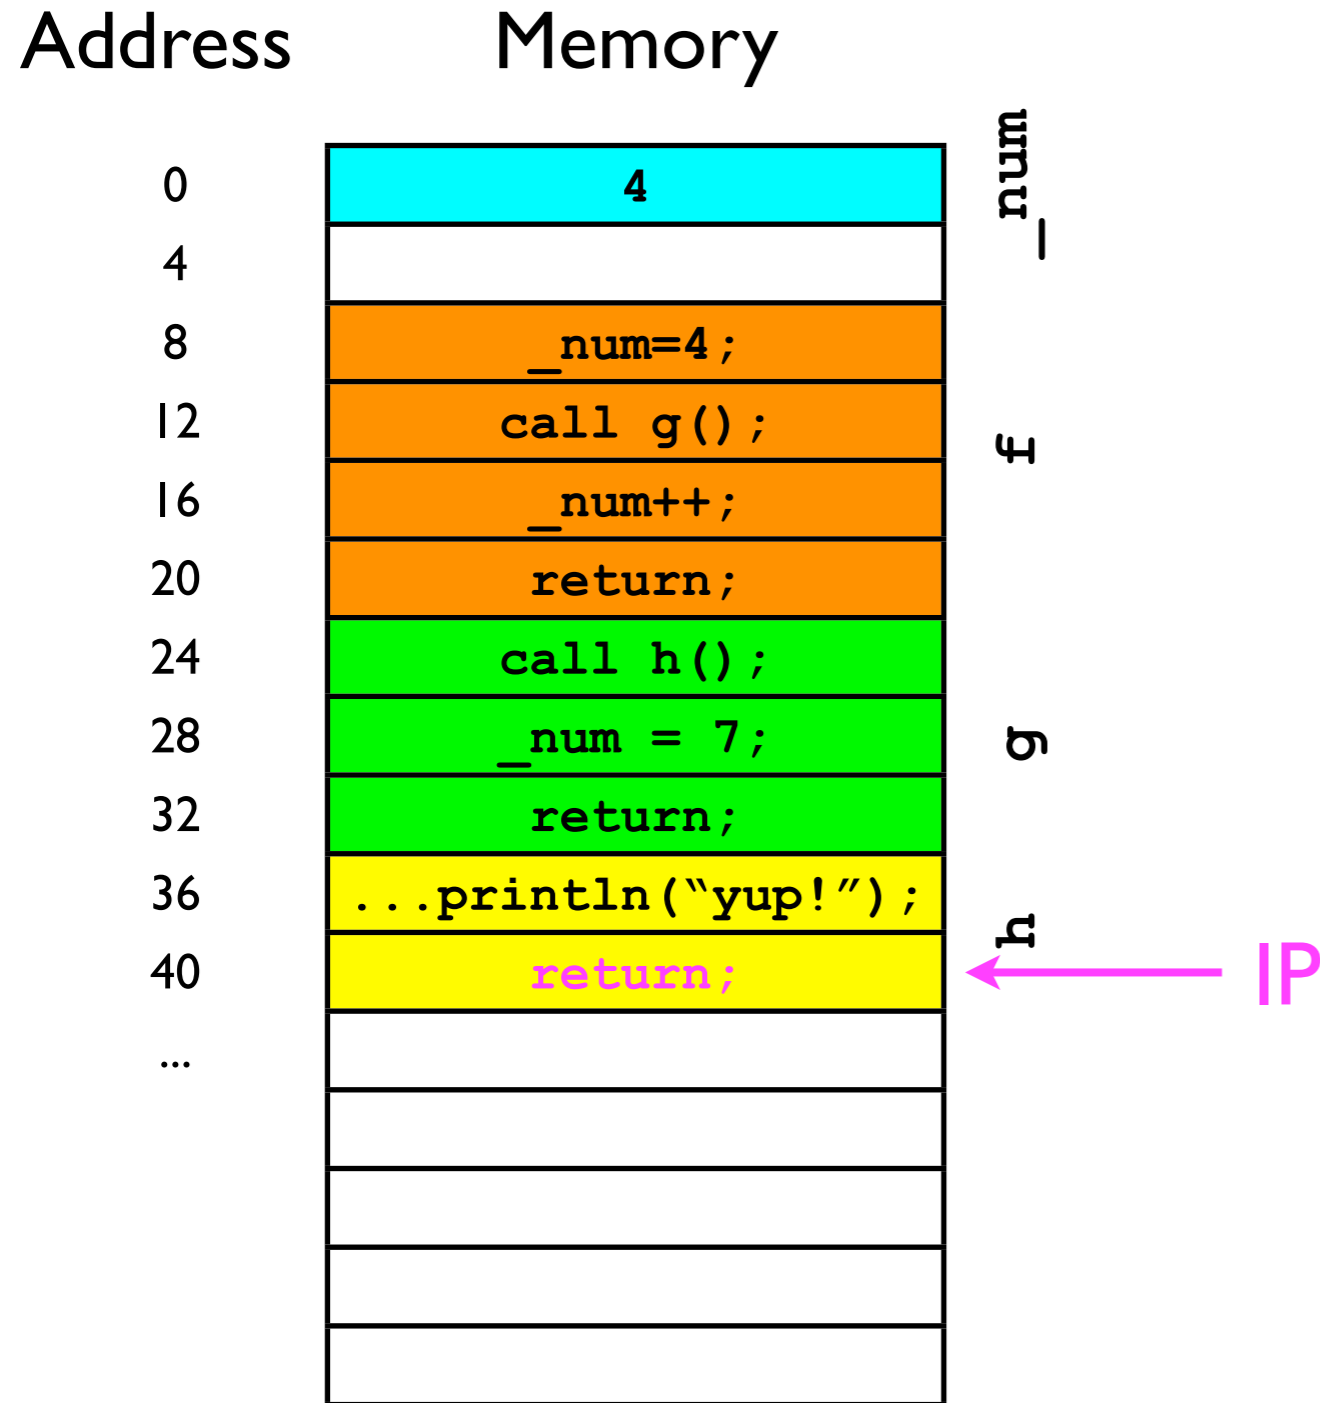 Address Memory
0 4 _num
4
8 _num=4;
12 call g(); f
16 _num++;
20 return;
24 call h();
28 _num = 7; g
32 return;
36 ...println(“yup!”); h
40 return; IP
...